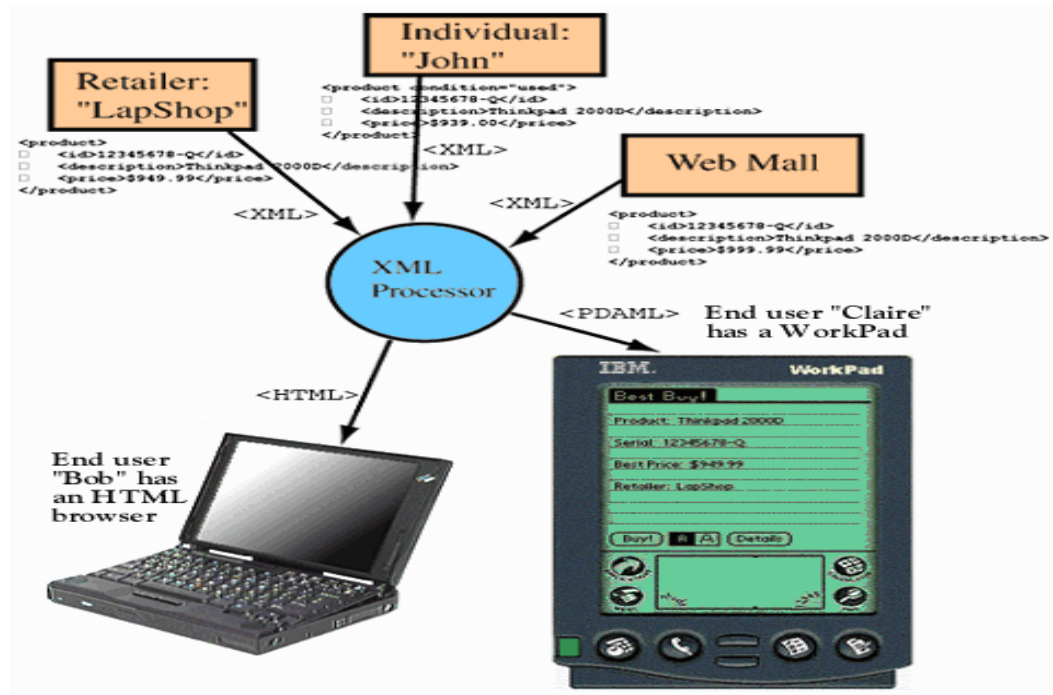 Individual:
"John"
<product condition="used">
<id>12345678-Q</id>
<description>Thinkpad 2000D</description>
<price>$939.00</price>
</product>
<XML>
Retailer:
"LapShop"
<product>
<id>12345678-Q</id>
<description>Thinkpad 2000D</description>
<price>$949.99</price>
</product>
<XML>
Web Mall
<XML>
<product>
<id>12345678-Q</id>
<description>Thinkpad 2000D</description>
<price>$999.99</price>
</product>
XML
Processor
<PDAML>
End user "Claire"
has a WorkPad
<HTML>
End user
"Bob" has
an HTML
browser
IBM.
WorkPad
Best Buy!
Product: Thinkpad 2000D
Serial: 12345678-Q
Best Price: $949.99
Retailer: LapShop
Buy! A A Details